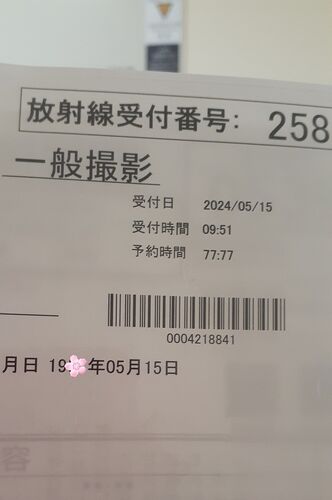 放射線受付番号: 258
一般撮影
受付日 2024/05/15
受付時間 09:51
予約時間 77:77
0004218841
月日 19 年05月15日
容